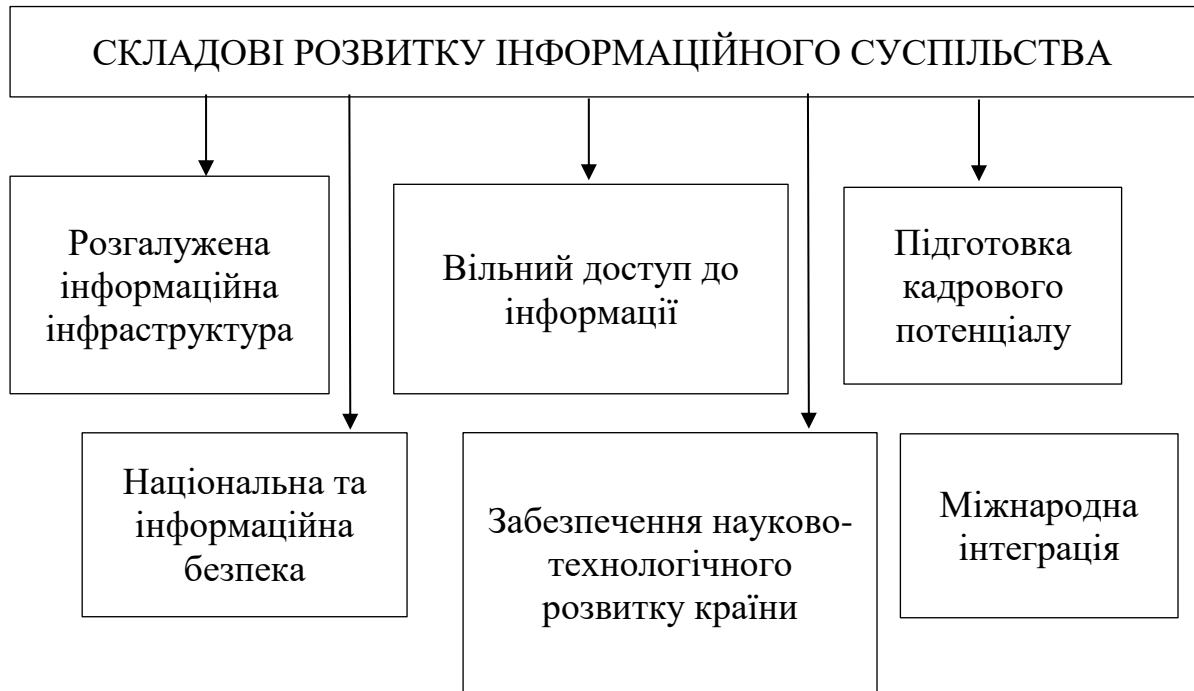 СКЛАДОВІ РОЗВИТКУ ІНФОРМАЦІЙНОГО СУСПІЛЬСТВА
Розгалужена
інформаційна
інфраструктура
Вільний доступ до
інформації
Підготовка
кадрового
потенціалу
Національна та
інформаційна
безпека
Забезпечення науково-
технологічного
розвитку країни
Міжнародна
інтеграція